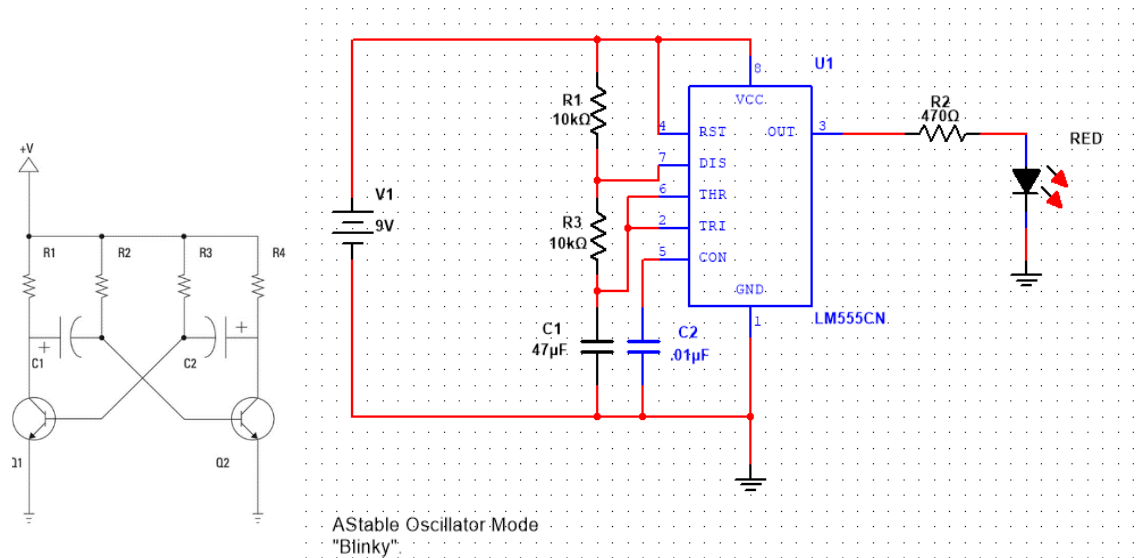 +V
R1
R2
R3
R4
+
+
C1
C2
Q1
Q2
V1
9V
R1
10kΩ
R3
10kΩ
C1
47µF
C2
.01µF
8
U1
VCC
4
RST
OUT
3
7
DIS
6
THR
2
TRI
5
CON
GND
1
LM555CN
R2
470Ω
RED
AStable Oscillator Mode
"Blinky"